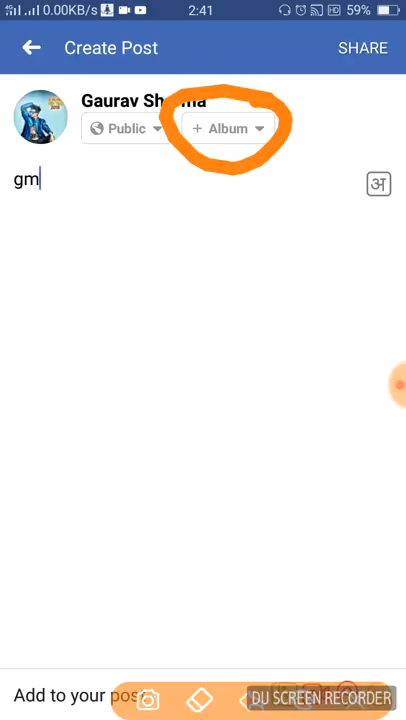 0.00KB/s 2:41 HD 59%
Create Post SHARE
Gaurav Sharma
Public + Album
gm
अ
Add to your post
DU SCREEN RECORDER